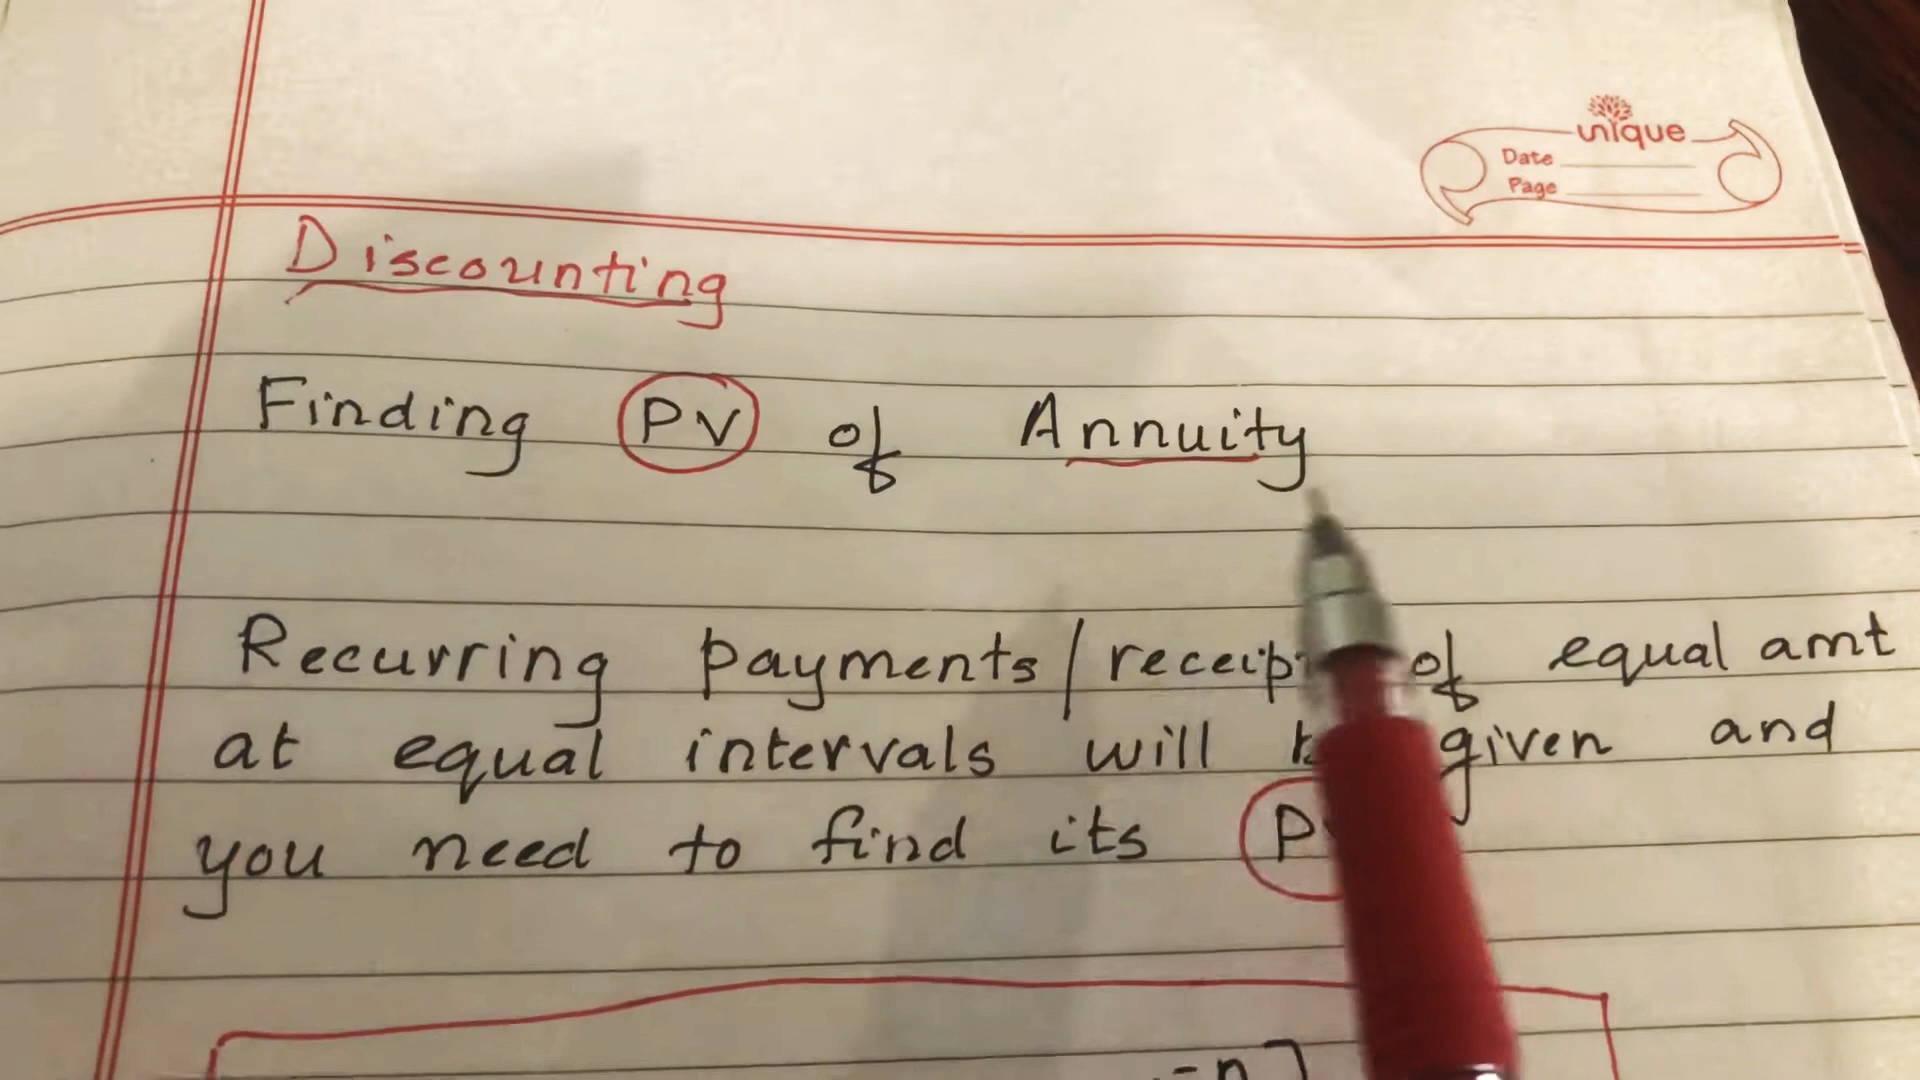 unique
Date
Page
Discounting
Finding PV of Annuity
Recurring payments/ of equal amt
at equal intervals will given and
you need to find its
-n]